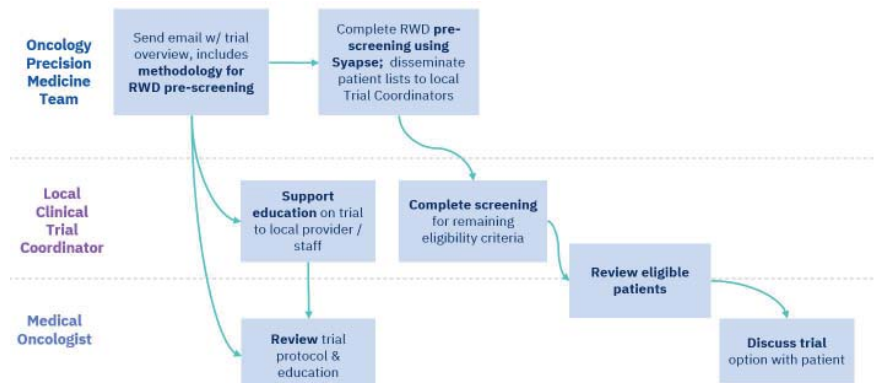 Oncology
Precision
Medicine
Team
Send email w/ trial
overview, includes
methodology for
RWD pre-screening
Complete RWD pre-
screening using
Syapse; disseminate
patient lists to local
Trial Coordinators
Local
Clinical
Trial
Coordinator
Support
education on trial
to local provider /
staff
Complete screening
for remaining
eligibility criteria
Review eligible
patients
Medical
Oncologist
Review trial
protocol &
education
Discuss trial
option with patient